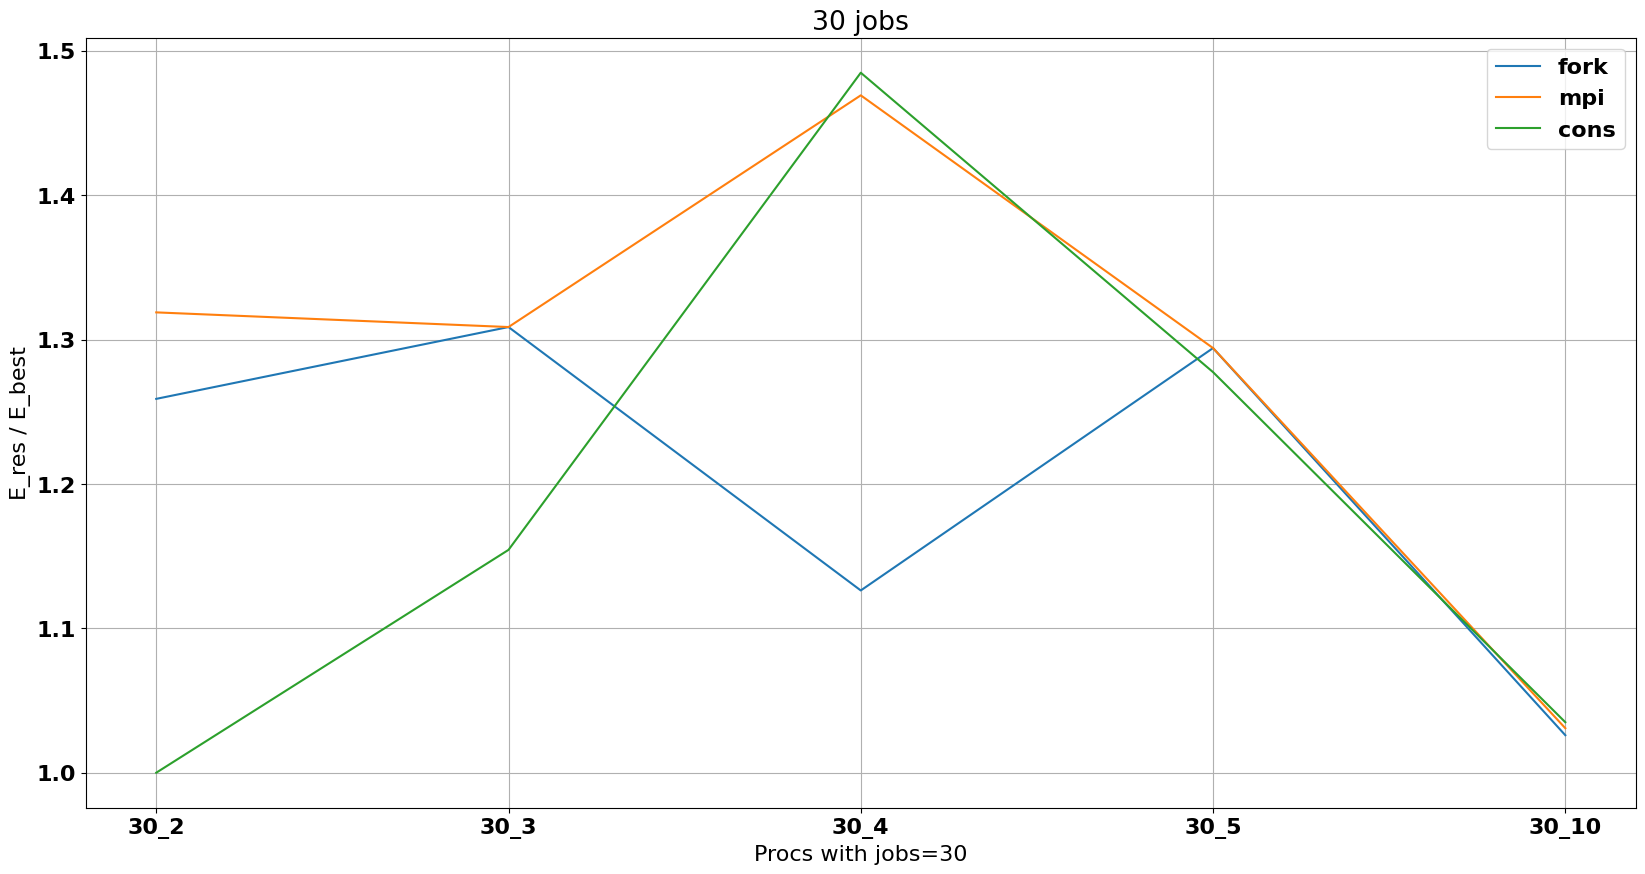 30 jobs
1.5
1.4
1.3
1.2
1.1
1.0
E_res / E_best
fork
mpi
cons
30_2
30_3
30_4
30_5
30_10
Procs with jobs=30